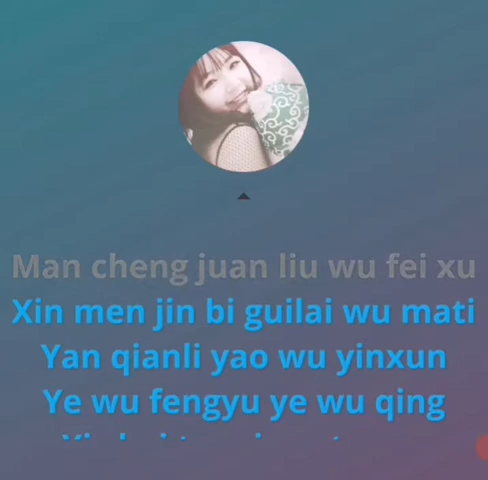 Man cheng juan liu wu fei xu
Xin men jin bi guilai wu mati
Yan qianli yao wu yinxun
Ye wu fengyu ye wu qing